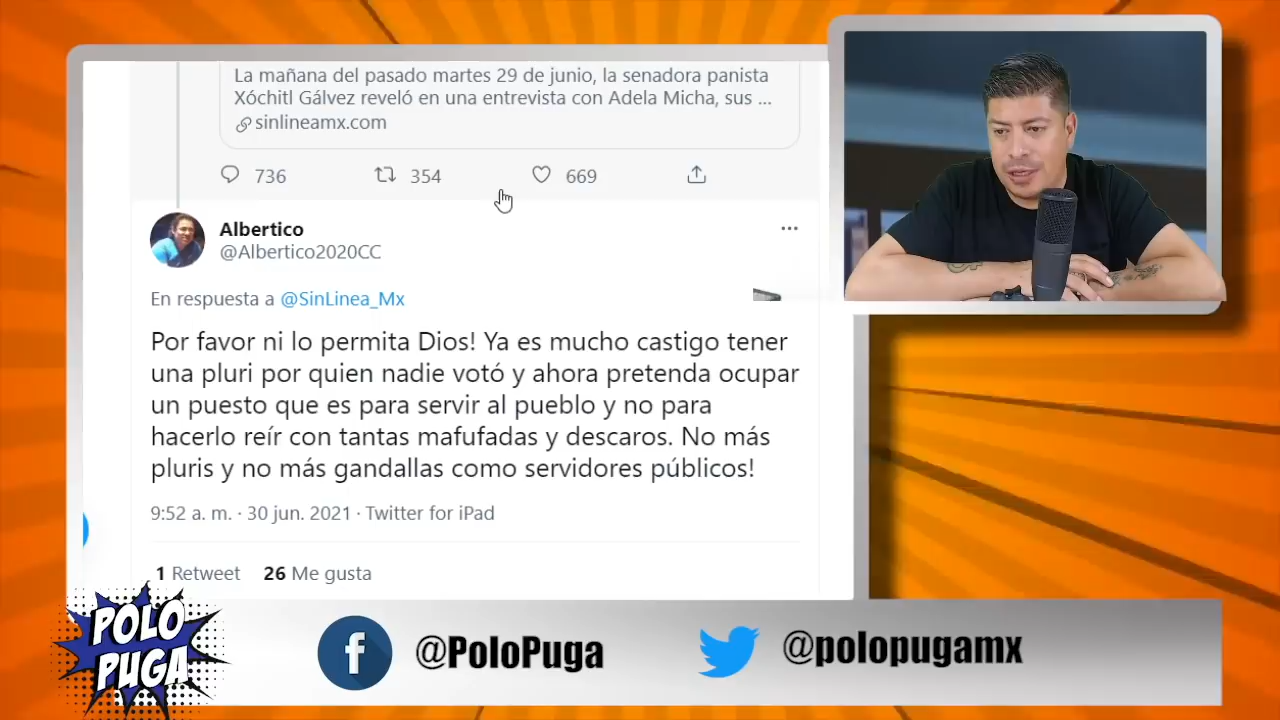 La mañana del pasado martes 29 de junio, la senadora panista
Xóchitl Gálvez reveló en una entrevista con Adela Micha, sus ...
sinlineamx.com
736 354 669
Albertico
@Albertico2020CC
En respuesta a @SinLinea_Mx
Por favor ni lo permita Dios! Ya es mucho castigo tener
una pluri por quien nadie votó y ahora pretenda ocupar
un puesto que es para servir al pueblo y no para
hacerlo reír con tantas mafufadas y descaros. No más
pluris y no más gandallas como servidores públicos!
9:52 a. m. · 30 jun. 2021 · Twitter for iPad
1 Retweet 26 Me gusta
POLO
PUGA
@PoloPuga
@polopugamx